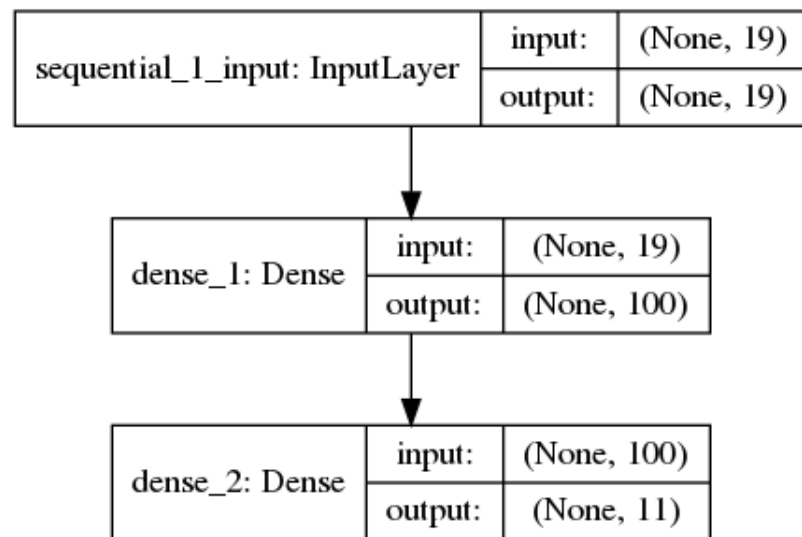 sequential_1_input: InputLayer
input: (None, 19)
output: (None, 19)
dense_1: Dense
input: (None, 19)
output: (None, 100)
dense_2: Dense
input: (None, 100)
output: (None, 11)